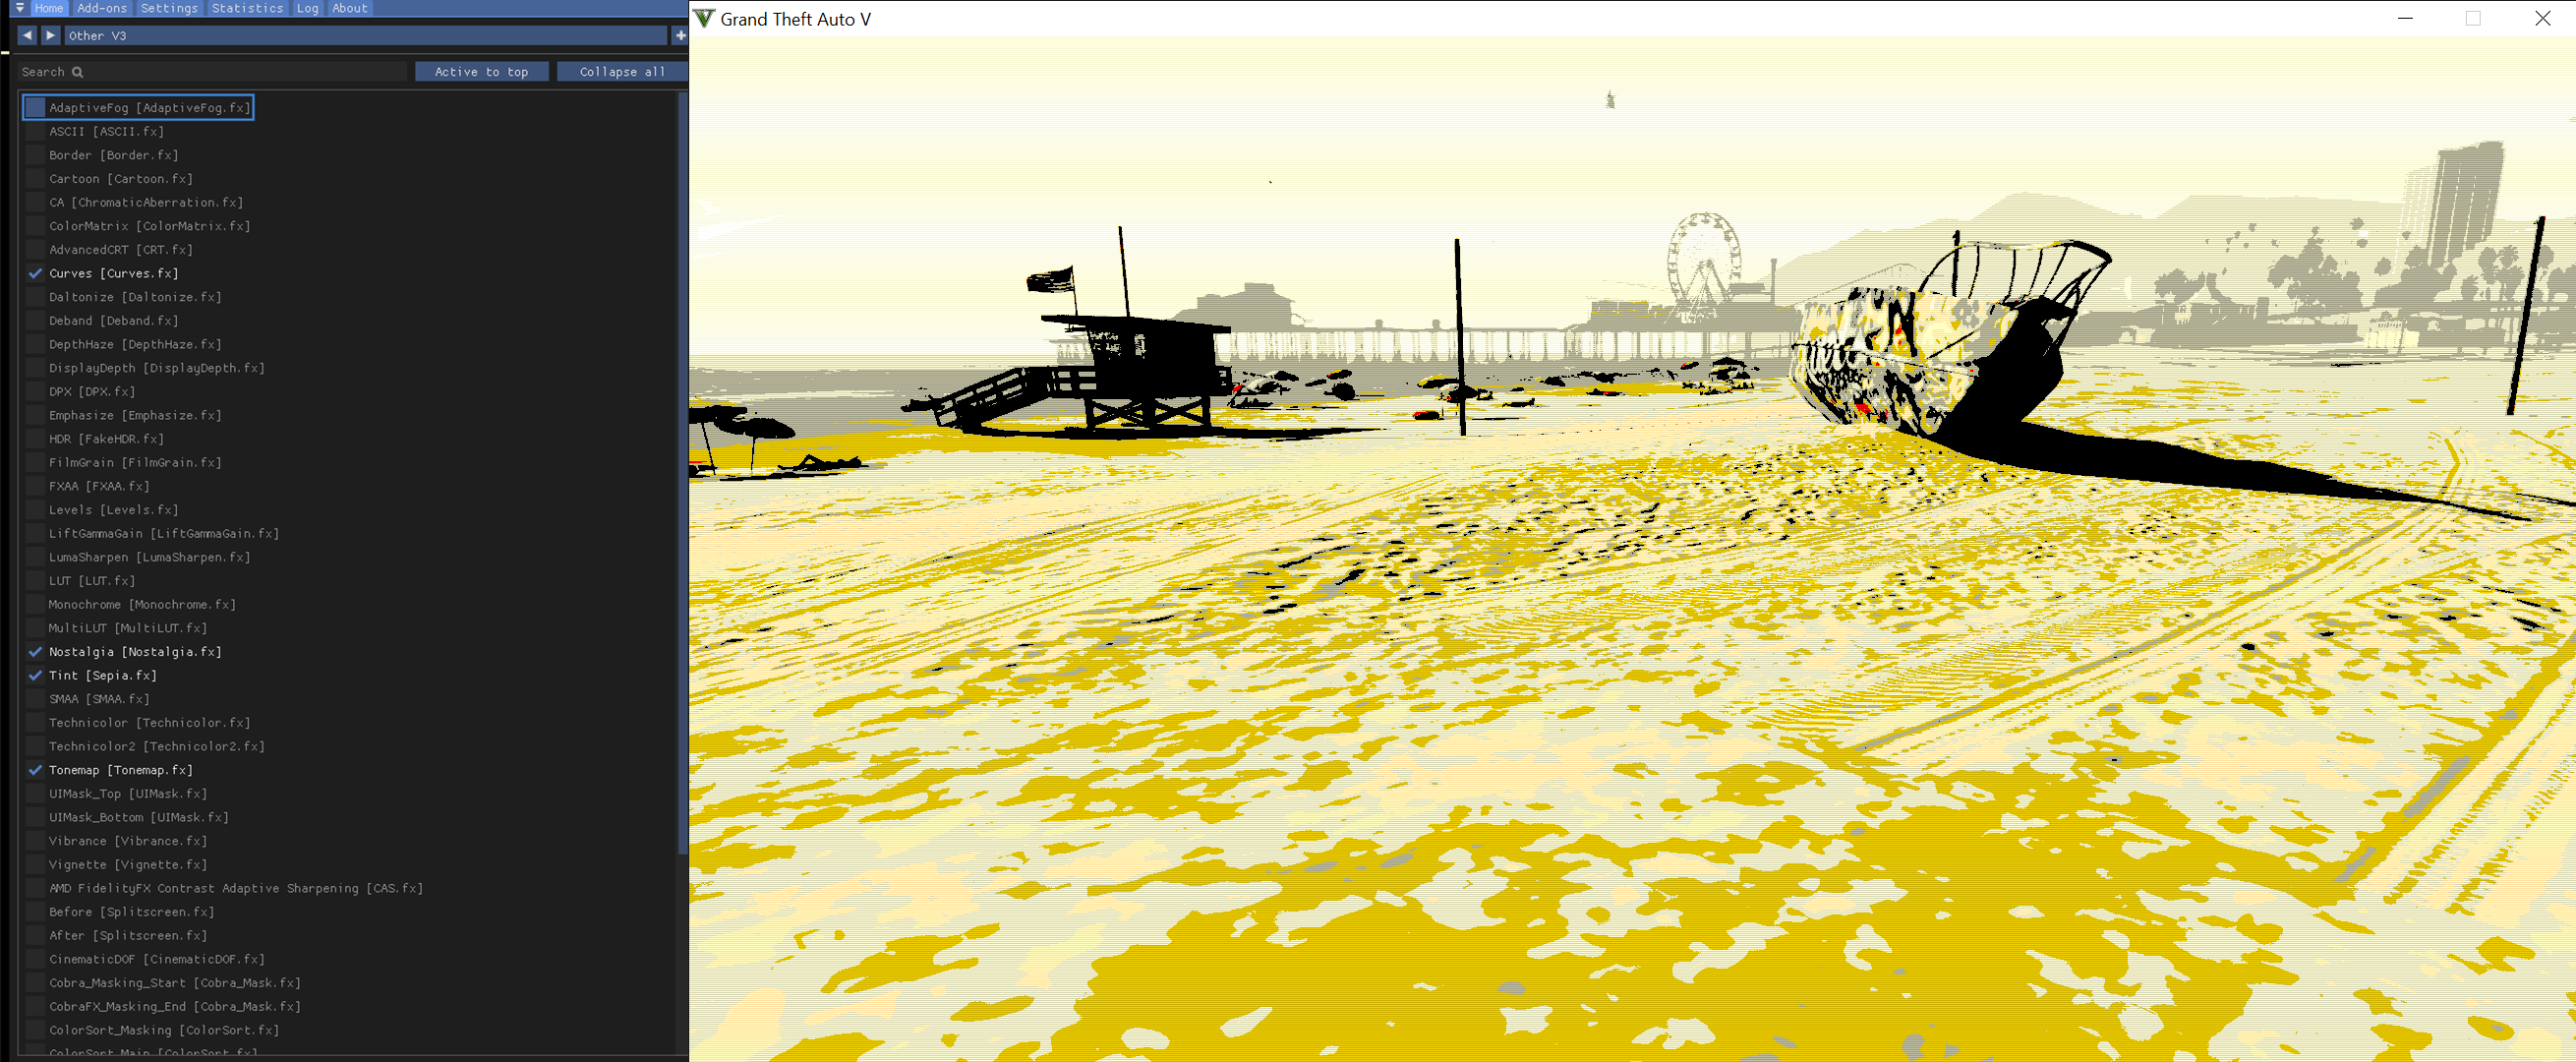 Home Add-ons Settings Statistics Log About
Other V3
Search
Active to top
Collapse all
AdaptiveFog [AdaptiveFog.fx]
ASCII [ASCII.fx]
Border [Border.fx]
Cartoon [Cartoon.fx]
CA [ChromaticAberration.fx]
ColorMatrix [ColorMatrix.fx]
AdvancedCRT [CRT.fx]
Curves [Curves.fx]
Daltonize [Daltonize.fx]
Deband [Deband.fx]
DepthHaze [DepthHaze.fx]
DisplayDepth [DisplayDepth.fx]
DPX [DPX.fx]
Emphasize [Emphasize.fx]
HDR [FakeHDR.fx]
FilmGrain [FilmGrain.fx]
FXAA [FXAA.fx]
Levels [Levels.fx]
LiftGammaGain [LiftGammaGain.fx]
LumaSharpen [LumaSharpen.fx]
LUT [LUT.fx]
Monochrome [Monochrome.fx]
MultiLUT [MultiLUT.fx]
Nostalgia [Nostalgia.fx]
Tint [Sepia.fx]
SMAA [SMAA.fx]
Technicolor [Technicolor.fx]
Technicolor2 [Technicolor2.fx]
Tonemap [Tonemap.fx]
UIMask_Top [UIMask.fx]
UIMask_Bottom [UIMask.fx]
Vibrance [Vibrance.fx]
Vignette [Vignette.fx]
AMD FidelityFX Contrast Adaptive Sharpening [CAS.fx]
Before [Splitscreen.fx]
After [Splitscreen.fx]
CinematicDOF [CinematicDOF.fx]
Cobra_Masking_Start [Cobra_Mask.fx]
CobraFX_Masking_End [Cobra_Mask.fx]
ColorSort_Masking [ColorSort.fx]
ColorSort_Main [ColorSort.fx]
Grand Theft Auto V